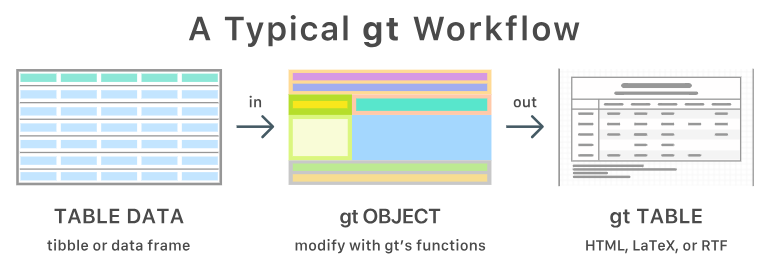 A Typical gt Workflow
in
out
TABLE DATA
gt OBJECT
gt TABLE
tibble or data frame
modify with gt's functions
HTML, LaTeX, or RTF